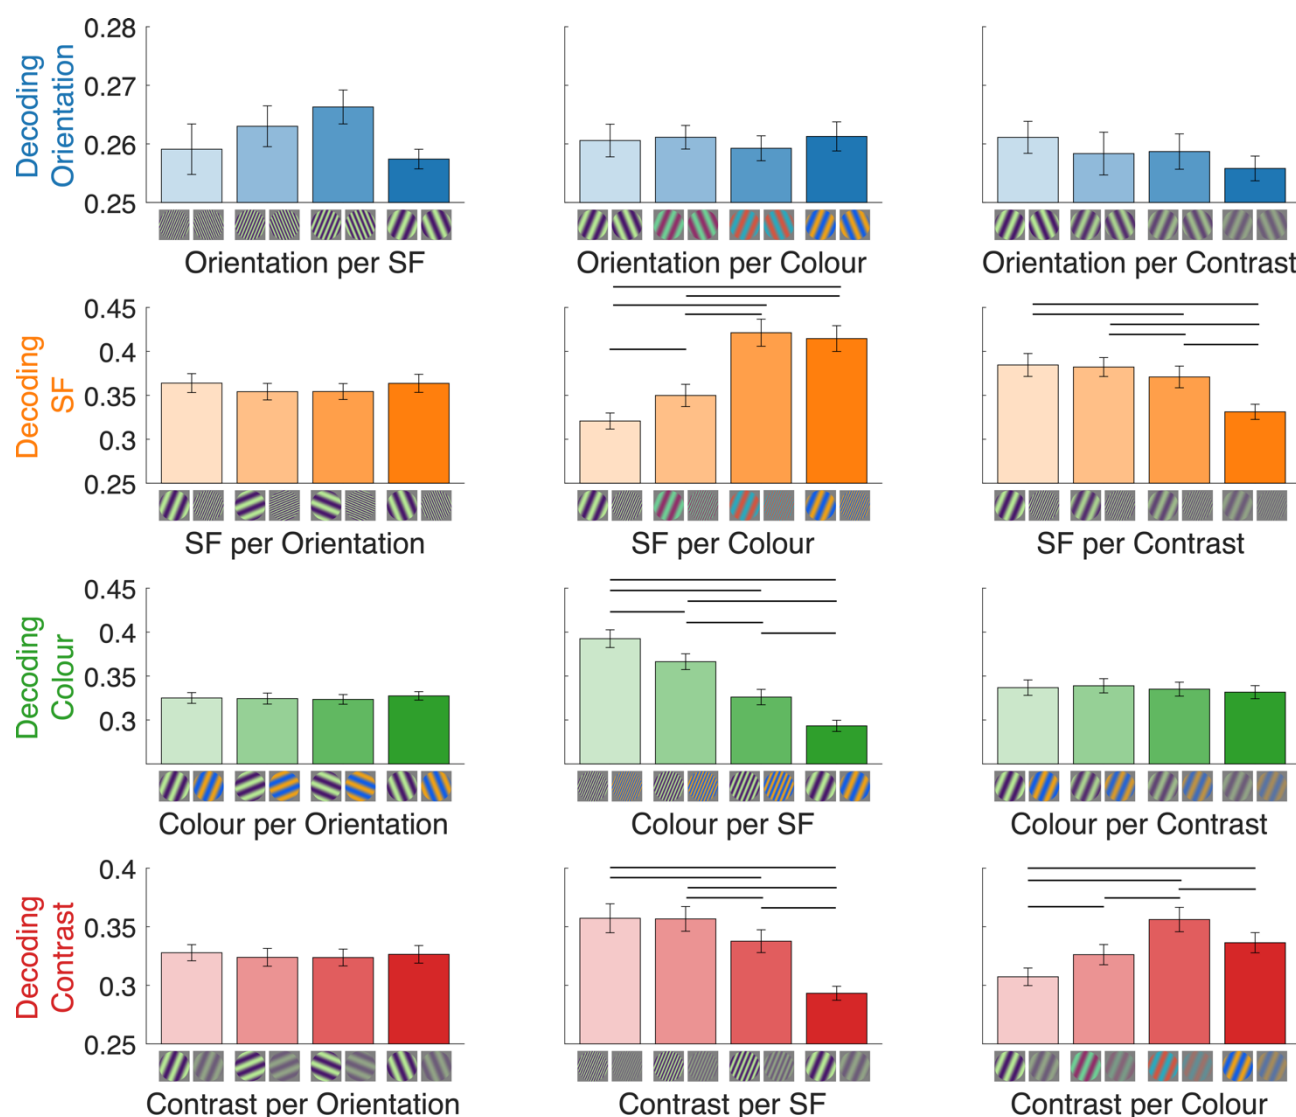 Decoding
Orientation
0.28
0.27
0.26
0.25
Orientation per SF
Orientation per Colour
Orientation per Contrast
Decoding
SF
0.45
0.4
0.35
0.3
0.25
SF per Orientation
SF per Colour
SF per Contrast
Decoding
Colour
0.45
0.4
0.35
0.3
Colour per Orientation
Colour per SF
Colour per Contrast
Decoding
Contrast
0.4
0.35
0.3
0.25
Contrast per Orientation
Contrast per SF
Contrast per Colour